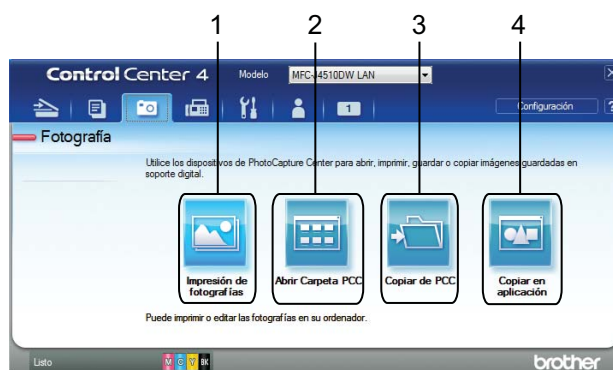 1 2 3 4
Control Center 4 Modelo MFC-J4510DW LAN
1 Configuración ?
Fotografía
Utilice los dispositivos de PhotoCapture Center para abrir, imprimir, guardar o copiar imágenes guardadas en
soporte digital.
Impresión de
fotografías
Abrir Carpeta PCC
Copiar de PCC
Copiar en
aplicación
Puede imprimir o editar las fotografías en su ordenador.
Listo M C Y BK brother